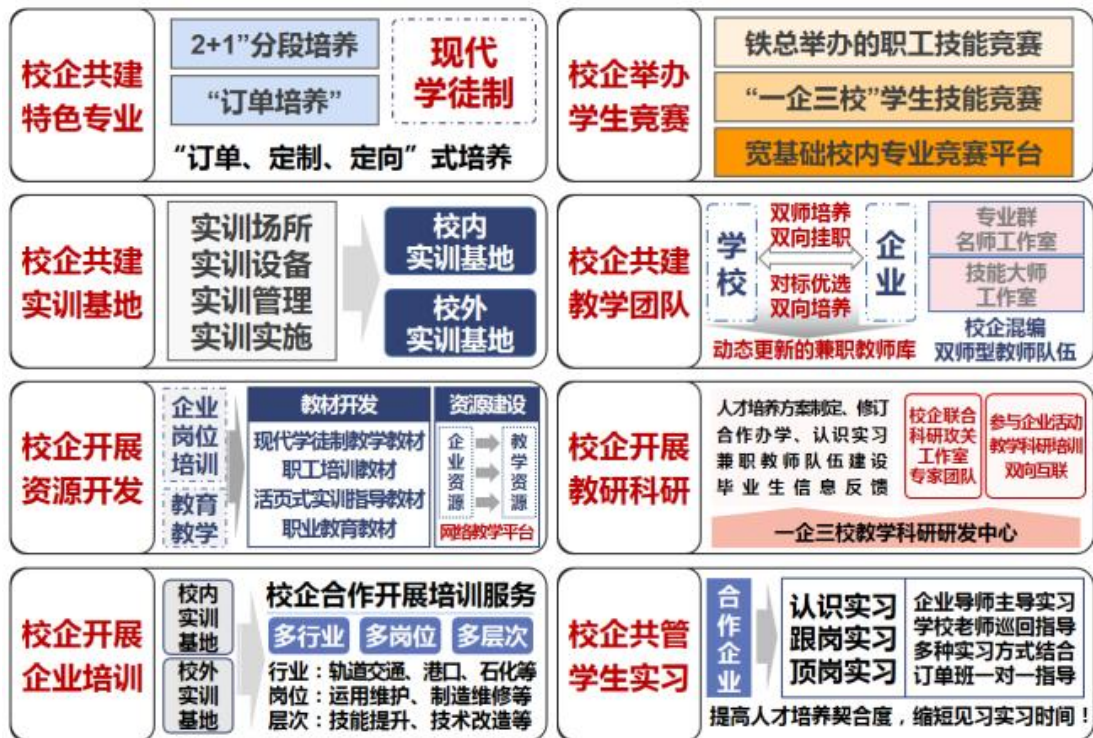 校企共建
特色专业
2+1”分段培养
“订单培养”
现代
学徒制
“订单、定制、定向”式培养
校企举办
学生竞赛
铁总举办的职工技能竞赛
“一企三校”学生技能竞赛
宽基础校内专业竞赛平台
校企共建
实训基地
实训场所
实训设备
实训管理
实训实施
校内
实训基地
校外
实训基地
校企共建
教学团队
学校
双师培养
双向挂职
对标优选
双向培养
企业
动态更新的兼职教师库
专业群
名师工作室
技能大师
工作室
校企混编
双师型教师队伍
校企开展
资源开发
企业
岗位
培训
教育
教学
教材开发
现代学徒制教学教材
职工培训教材
活页式实训指导教材
职业教育教材
资源建设
企业资源
教学资源
网络教学平台
校企开展
教研科研
人才培养方案制定、修订
合作办学、认识实习
兼职教师队伍建设
毕业生信息反馈
校企联合
科研攻关
工作室
专家团队
参与企业活动
教学科研培训
双向互联
一企三校教学科研研发中心
校企开展
企业培训
校内
实训
基地
校外
实训
基地
校企合作开展培训服务
多行业 多岗位 多层次
行业：轨道交通、港口、石化等
岗位：运用维护、制造维修等
层次：技能提升、技术改造等
校企共管
学生实习
合作企业
认识实习
跟岗实习
顶岗实习
企业导师主导实习
学校老师巡回指导
多种实习方式结合
订单班一对一指导
提高人才培养契合度，缩短见习实习时间！